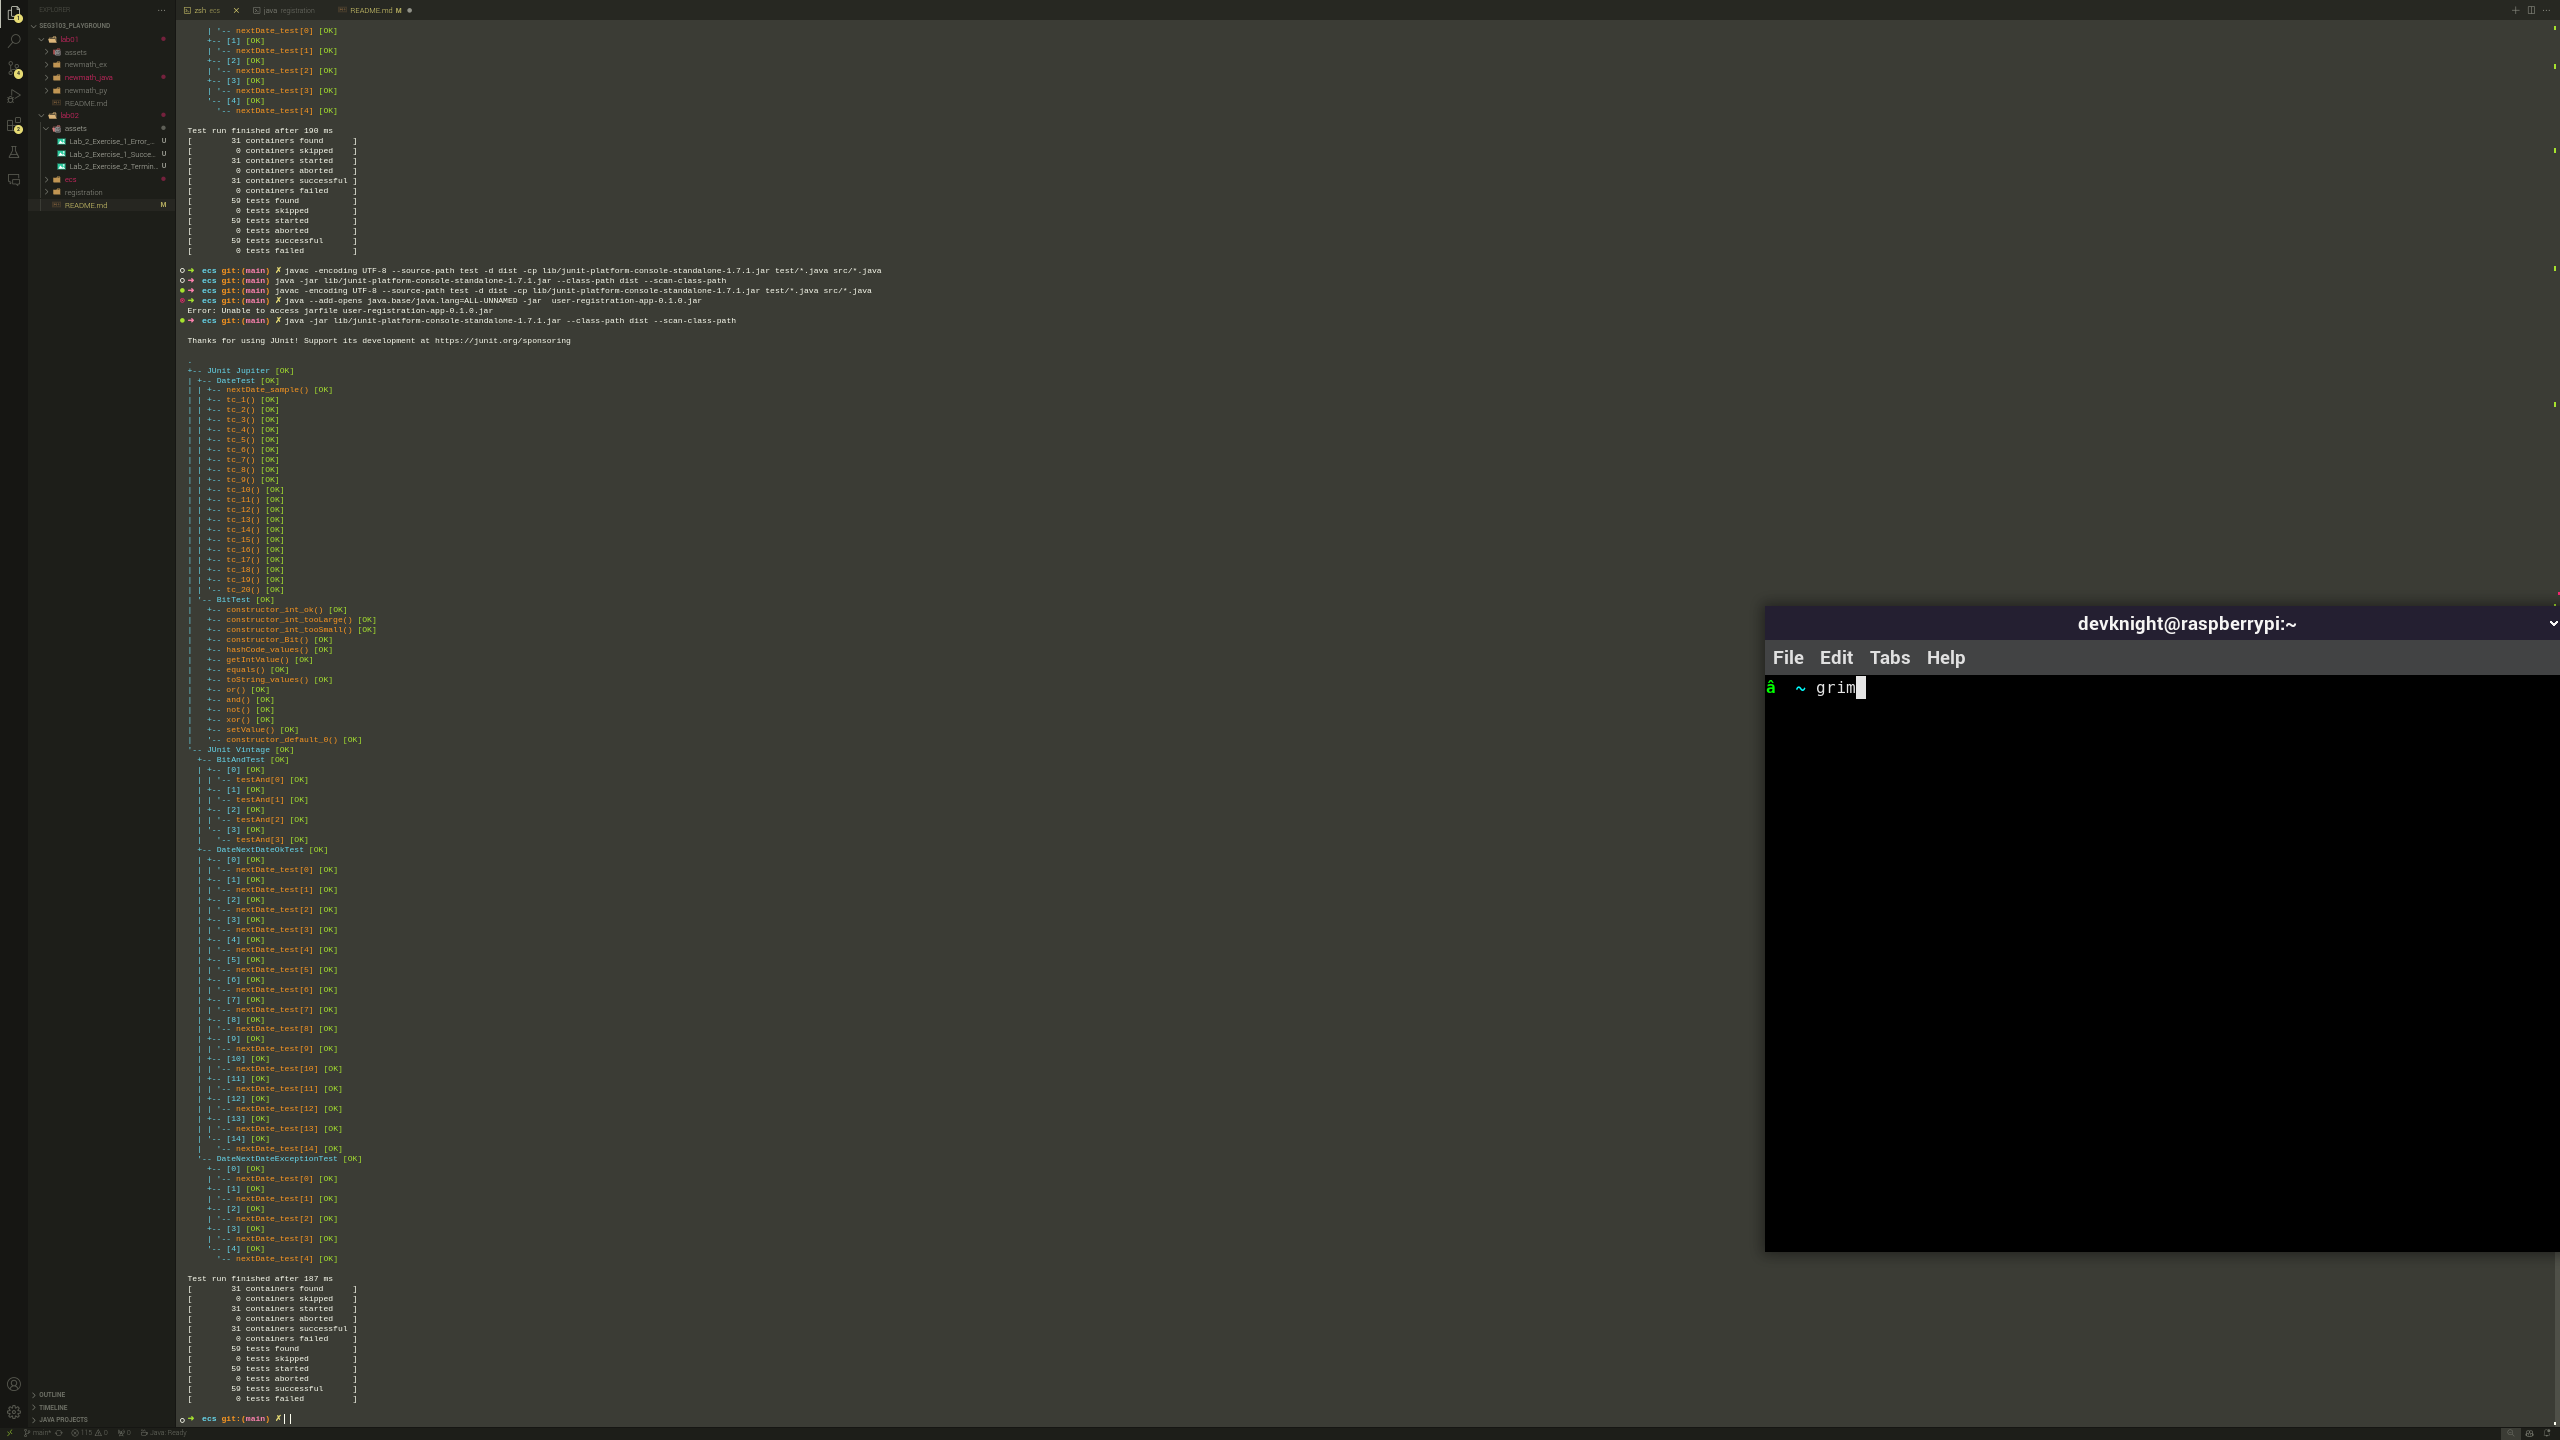 EXPLORER
SEG3103_PLAYGROUND
lab01
assets
newmath_ex
newmath_java
newmath_py
README.md
lab02
assets
Lab_2_Exercise_1_Error_... U
Lab_2_Exercise_1_Succe... U
Lab_2_Exercise_2_Termin... U
ecs
registration
README.md M
OUTLINE
TIMELINE
JAVA PROJECTS
zsh ecs
java registration
README.md M
| '-- nextDate_test[0] [OK]
+-- [1] [OK]
| '-- nextDate_test[1] [OK]
+-- [2] [OK]
| '-- nextDate_test[2] [OK]
+-- [3] [OK]
| '-- nextDate_test[3] [OK]
'-- [4] [OK]
'-- nextDate_test[4] [OK]
Test run finished after 190 ms
[ 31 containers found ]
[ 0 containers skipped ]
[ 31 containers started ]
[ 0 containers aborted ]
[ 31 containers successful ]
[ 0 containers failed ]
[ 59 tests found ]
[ 0 tests skipped ]
[ 59 tests started ]
[ 0 tests aborted ]
[ 59 tests successful ]
[ 0 tests failed ]
➜ ecs git:(main) ✗ javac -encoding UTF-8 --source-path test -d dist -cp lib/junit-platform-console-standalone-1.7.1.jar test/*.java src/*.java
➜ ecs git:(main) java -jar lib/junit-platform-console-standalone-1.7.1.jar --class-path dist --scan-class-path
➜ ecs git:(main) javac -encoding UTF-8 --source-path test -d dist -cp lib/junit-platform-console-standalone-1.7.1.jar test/*.java src/*.java
➜ ecs git:(main) ✗ java --add-opens java.base/java.lang=ALL-UNNAMED -jar user-registration-app-0.1.0.jar
Error: Unable to access jarfile user-registration-app-0.1.0.jar
➜ ecs git:(main) ✗ java -jar lib/junit-platform-console-standalone-1.7.1.jar --class-path dist --scan-class-path
Thanks for using JUnit! Support its development at https://junit.org/sponsoring
.
+-- JUnit Jupiter [OK]
| +-- DateTest [OK]
| | +-- nextDate_sample() [OK]
| | +-- tc_1() [OK]
| | +-- tc_2() [OK]
| | +-- tc_3() [OK]
| | +-- tc_4() [OK]
| | +-- tc_5() [OK]
| | +-- tc_6() [OK]
| | +-- tc_7() [OK]
| | +-- tc_8() [OK]
| | +-- tc_9() [OK]
| | +-- tc_10() [OK]
| | +-- tc_11() [OK]
| | +-- tc_12() [OK]
| | +-- tc_13() [OK]
| | +-- tc_14() [OK]
| | +-- tc_15() [OK]
| | +-- tc_16() [OK]
| | +-- tc_17() [OK]
| | +-- tc_18() [OK]
| | +-- tc_19() [OK]
| | '-- tc_20() [OK]
| '-- BitTest [OK]
| +-- constructor_int_ok() [OK]
| +-- constructor_int_tooLarge() [OK]
| +-- constructor_int_tooSmall() [OK]
| +-- constructor_Bit() [OK]
| +-- hashCode_values() [OK]
| +-- getIntValue() [OK]
| +-- equals() [OK]
| +-- toString_values() [OK]
| +-- or() [OK]
| +-- and() [OK]
| +-- not() [OK]
| +-- xor() [OK]
| +-- setValue() [OK]
| '-- constructor_default_0() [OK]
'-- JUnit Vintage [OK]
+-- BitAndTest [OK]
| +-- [0] [OK]
| | '-- testAnd[0] [OK]
| +-- [1] [OK]
| | '-- testAnd[1] [OK]
| +-- [2] [OK]
| | '-- testAnd[2] [OK]
| '-- [3] [OK]
| '-- testAnd[3] [OK]
+-- DateNextDateOkTest [OK]
| +-- [0] [OK]
| | '-- nextDate_test[0] [OK]
| +-- [1] [OK]
| | '-- nextDate_test[1] [OK]
| +-- [2] [OK]
| | '-- nextDate_test[2] [OK]
| +-- [3] [OK]
| | '-- nextDate_test[3] [OK]
| +-- [4] [OK]
| | '-- nextDate_test[4] [OK]
| +-- [5] [OK]
| | '-- nextDate_test[5] [OK]
| +-- [6] [OK]
| | '-- nextDate_test[6] [OK]
| +-- [7] [OK]
| | '-- nextDate_test[7] [OK]
| +-- [8] [OK]
| | '-- nextDate_test[8] [OK]
| +-- [9] [OK]
| | '-- nextDate_test[9] [OK]
| +-- [10] [OK]
| | '-- nextDate_test[10] [OK]
| +-- [11] [OK]
| | '-- nextDate_test[11] [OK]
| +-- [12] [OK]
| | '-- nextDate_test[12] [OK]
| +-- [13] [OK]
| | '-- nextDate_test[13] [OK]
| '-- [14] [OK]
| '-- nextDate_test[14] [OK]
'-- DateNextDateExceptionTest [OK]
+-- [0] [OK]
| '-- nextDate_test[0] [OK]
+-- [1] [OK]
| '-- nextDate_test[1] [OK]
+-- [2] [OK]
| '-- nextDate_test[2] [OK]
+-- [3] [OK]
| '-- nextDate_test[3] [OK]
'-- [4] [OK]
'-- nextDate_test[4] [OK]
Test run finished after 187 ms
[ 31 containers found ]
[ 0 containers skipped ]
[ 31 containers started ]
[ 0 containers aborted ]
[ 31 containers successful ]
[ 0 containers failed ]
[ 59 tests found ]
[ 0 tests skipped ]
[ 59 tests started ]
[ 0 tests aborted ]
[ 59 tests successful ]
[ 0 tests failed ]
➜ ecs git:(main) ✗
devknight@raspberrypi:~
File Edit Tabs Help
â ~ grim
main* 115 0 0 Java: Ready